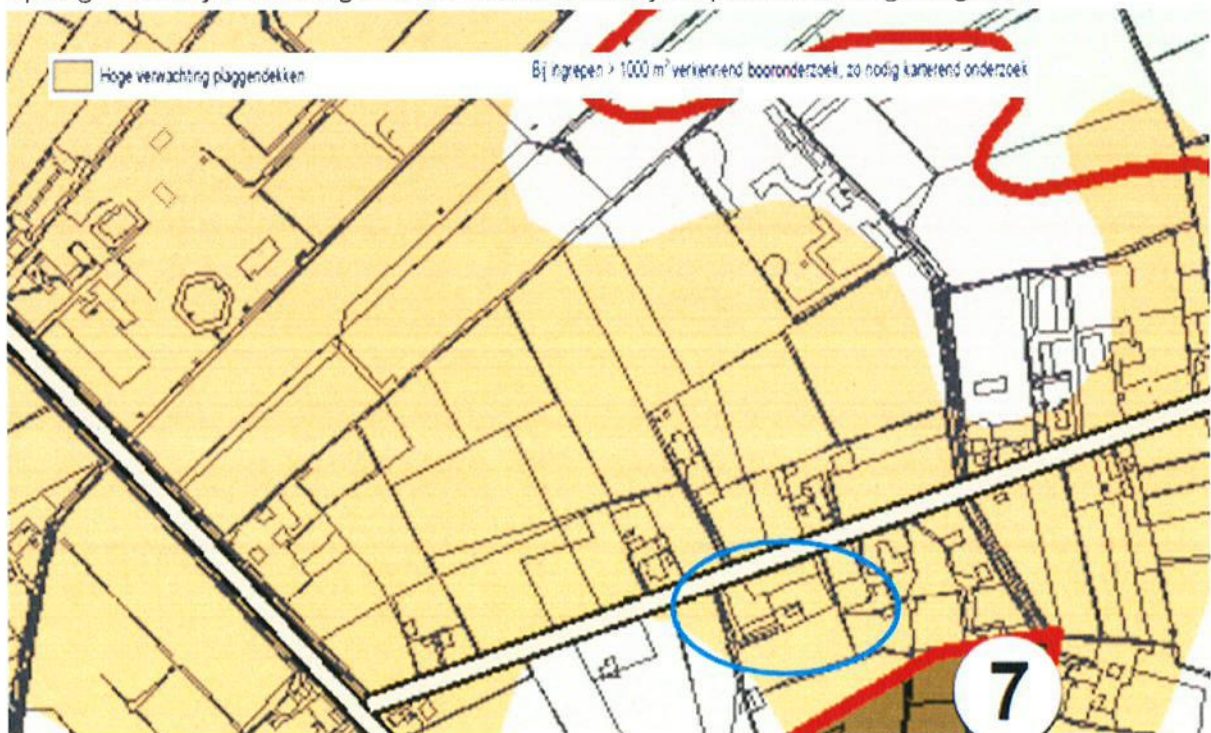 Hoge verwachting plaggendekken
Bij ingrepen > 1000 m² verkennend booronderzoek, zo nodig karterend onderzoek
7